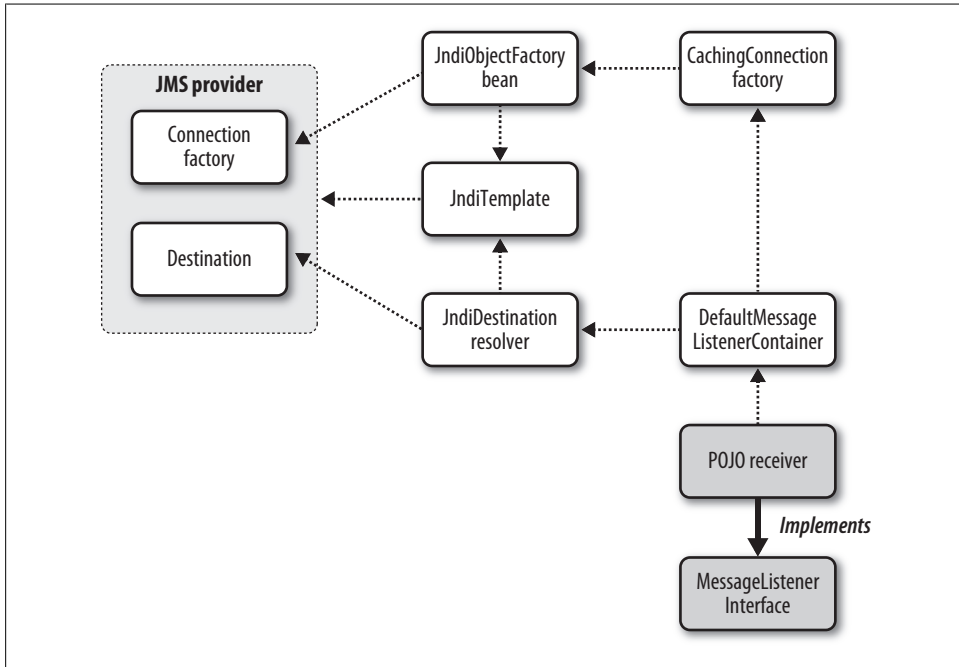 JMS provider
Connection
factory
Destination
JndiObjectFactory
bean
JndiTemplate
JndiDestination
resolver
CachingConnection
factory
DefaultMessage
ListenerContainer
POJO receiver
Implements
MessageListener
Interface